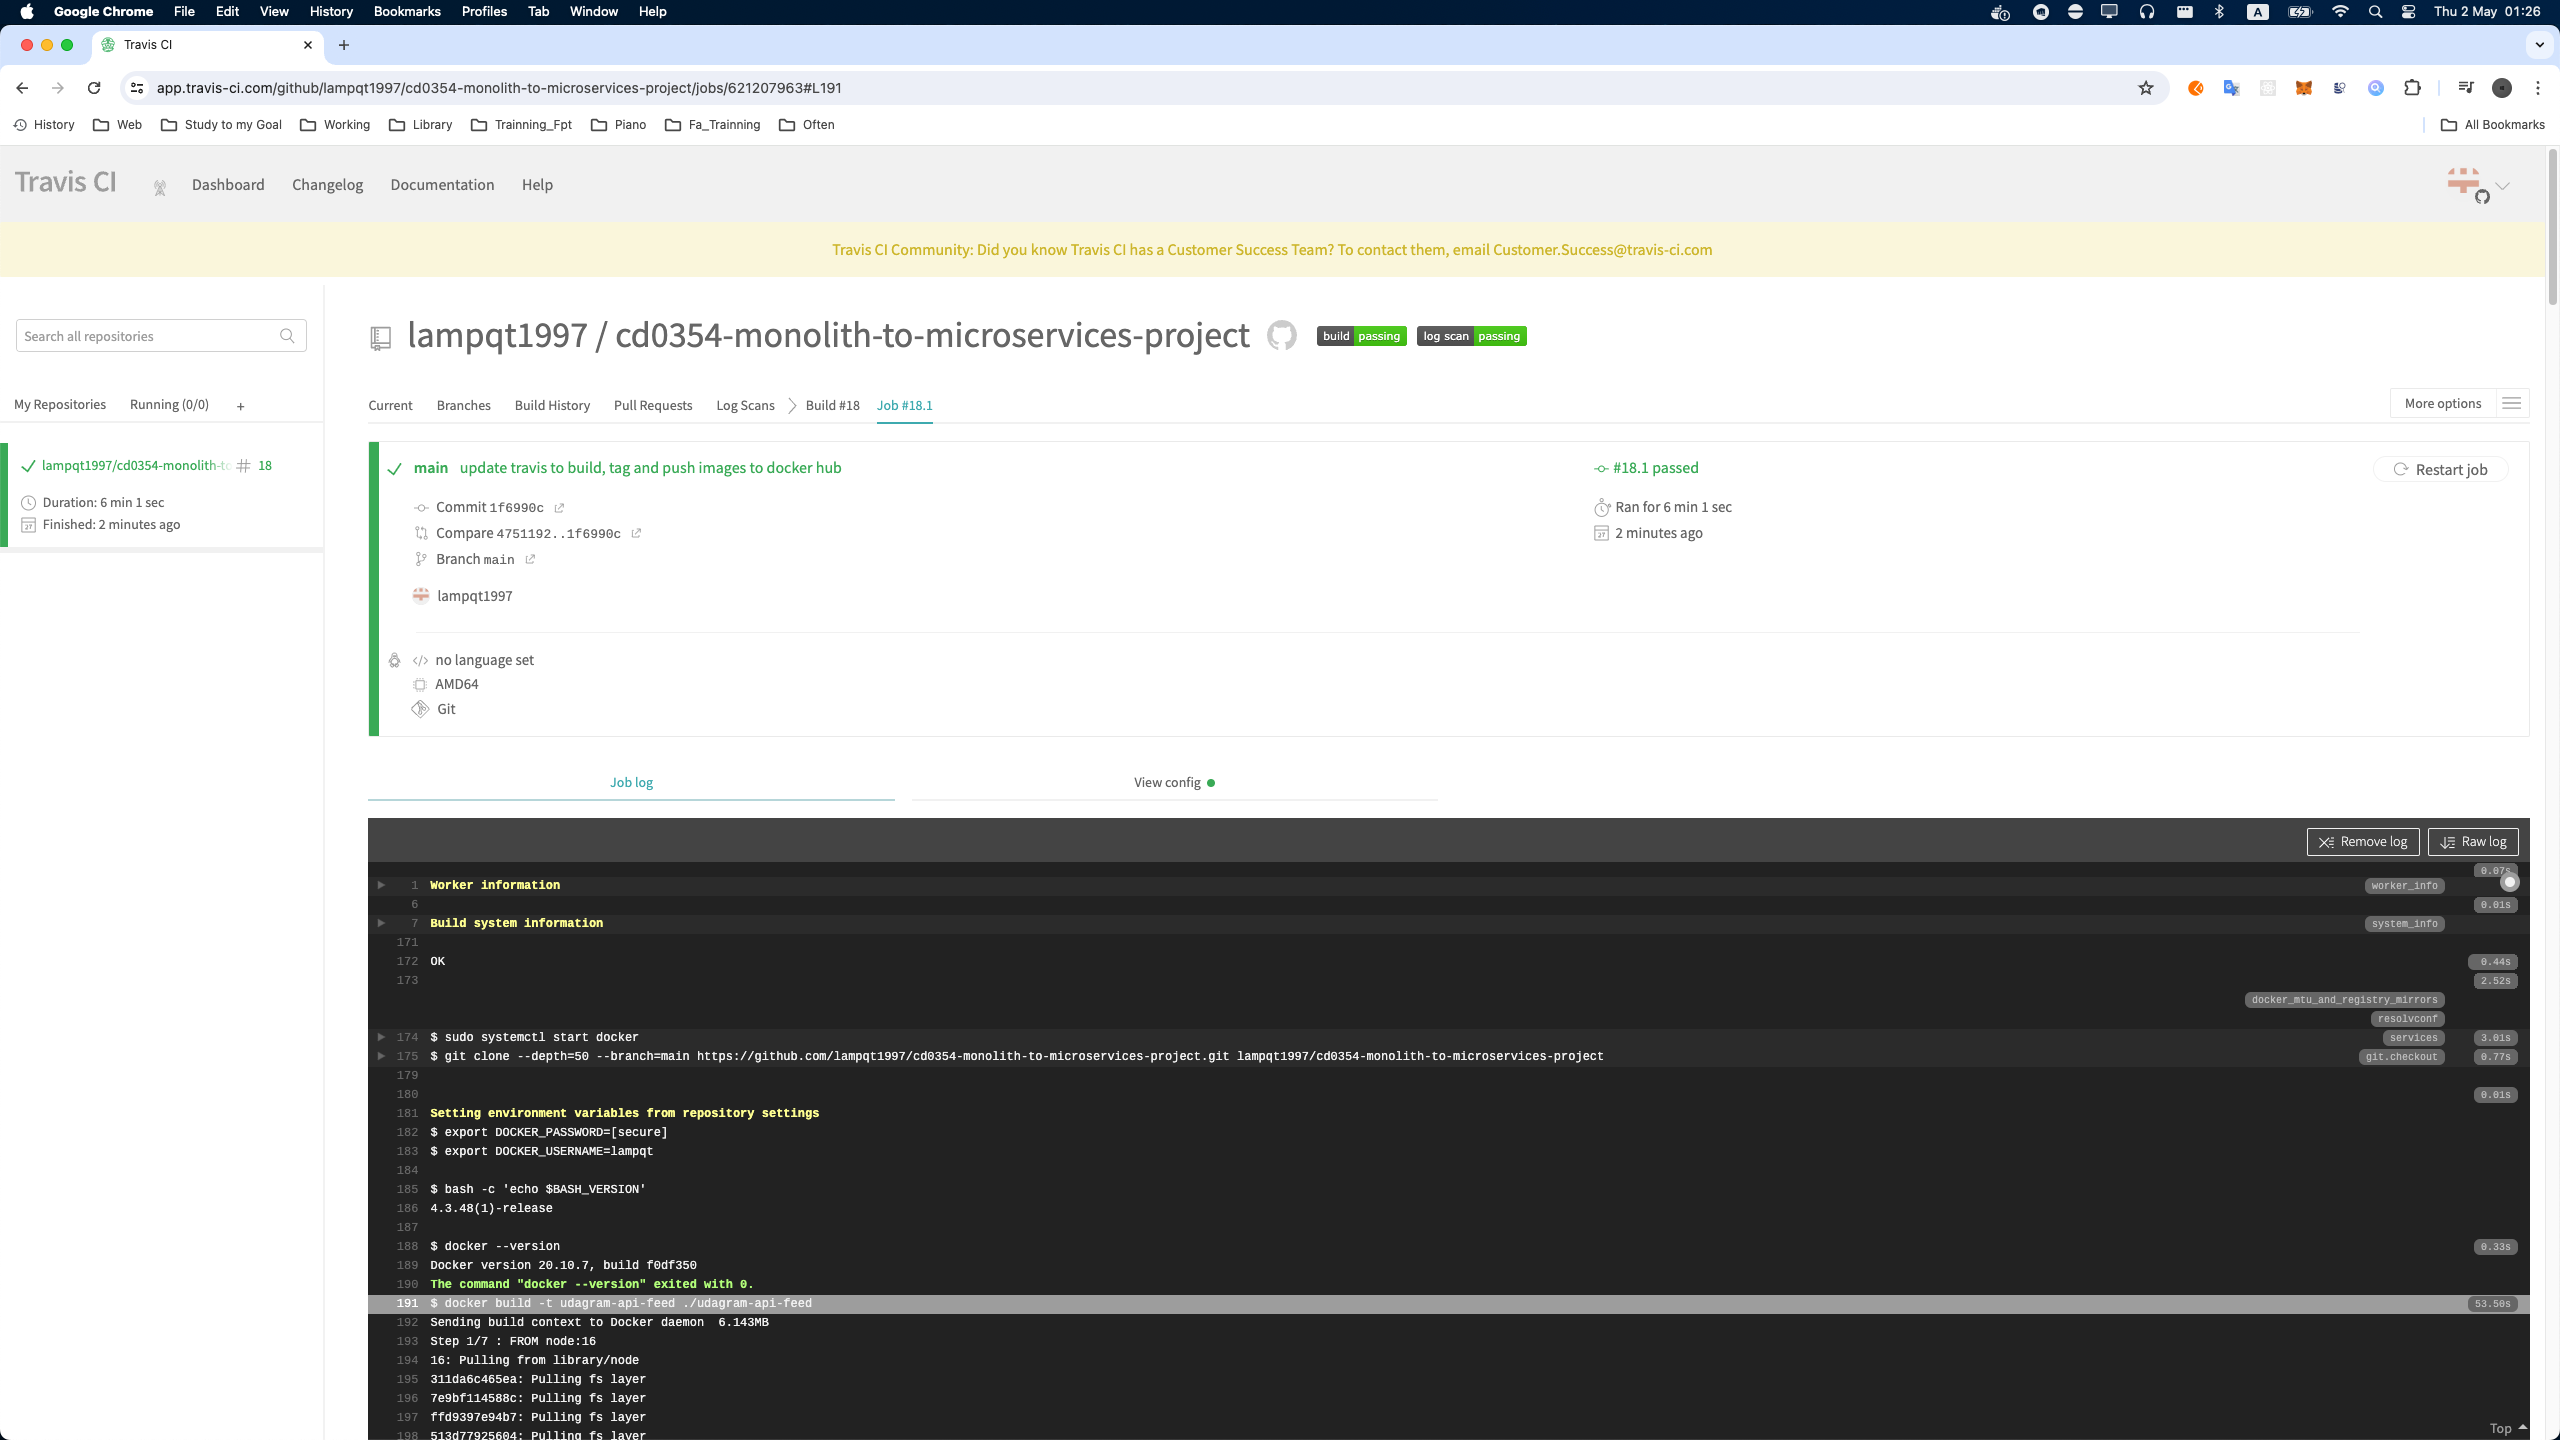 Google Chrome File Edit View History Bookmarks Profiles Tab Window Help
A Thu 2 May 01:26
Travis CI
app.travis-ci.com/github/lampqt1997/cd0354-monolith-to-microservices-project/jobs/621207963#L191
History Web Study to my Goal Working Library Trainning_Fpt Piano Fa_Trainning Often All Bookmarks
Travis CI Dashboard Changelog Documentation Help
Travis CI Community: Did you know Travis CI has a Customer Success Team? To contact them, email Customer.Success@travis-ci.com
Search all repositories
My Repositories Running (0/0) +
lampqt1997/cd0354-monolith-to # 18
Duration: 6 min 1 sec
Finished: 2 minutes ago
lampqt1997 / cd0354-monolith-to-microservices-project build passing log scan passing
Current Branches Build History Pull Requests Log Scans Build #18 Job #18.1 More options
main update travis to build, tag and push images to docker hub
Commit 1f6990c
Compare 4751192..1f6990c
Branch main
lampqt1997
#18.1 passed
Ran for 6 min 1 sec
2 minutes ago
Restart job
no language set
AMD64
Git
Job log View config
Remove log Raw log
0.07s
1 Worker information worker_info
6 0.01s
7 Build system information system_info
171
172 OK 0.44s
173 2.52s
docker_mtu_and_registry_mirrors
resolvconf
174 $ sudo systemctl start docker services 3.01s
175 $ git clone --depth=50 --branch=main https://github.com/lampqt1997/cd0354-monolith-to-microservices-project.git lampqt1997/cd0354-monolith-to-microservices-project git.checkout 0.77s
179
180 0.01s
181 Setting environment variables from repository settings
182 $ export DOCKER_PASSWORD=[secure]
183 $ export DOCKER_USERNAME=lampqt
184
185 $ bash -c 'echo $BASH_VERSION'
186 4.3.48(1)-release
187
188 $ docker --version 0.33s
189 Docker version 20.10.7, build f0df350
190 The command "docker --version" exited with 0.
191 $ docker build -t udagram-api-feed ./udagram-api-feed 53.50s
192 Sending build context to Docker daemon  6.143MB
193 Step 1/7 : FROM node:16
194 16: Pulling from library/node
195 311da6c465ea: Pulling fs layer
196 7e9bf114588c: Pulling fs layer
197 ffd9397e94b7: Pulling fs layer
198 513d77925604: Pulling fs layer
Top